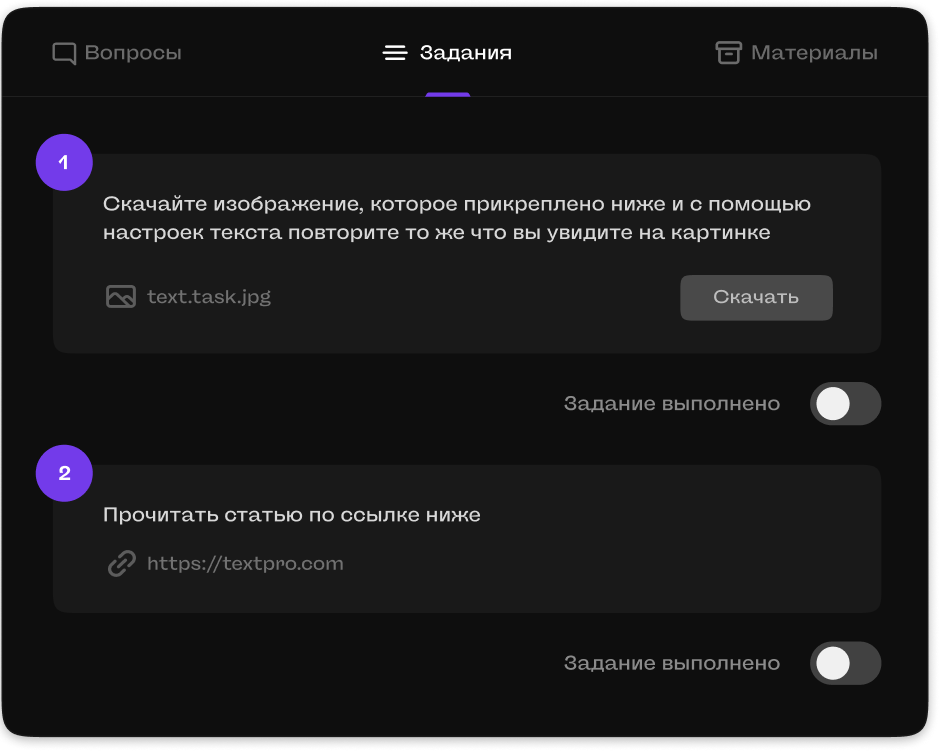 Вопросы
Задания
Материалы
1
Скачайте изображение, которое прикреплено ниже и с помощью
настроек текста повторите то же что вы увидите на картинке
text.task.jpg
Скачать
Задание выполнено
2
Прочитать статью по ссылке ниже
https://textpro.com
Задание выполнено